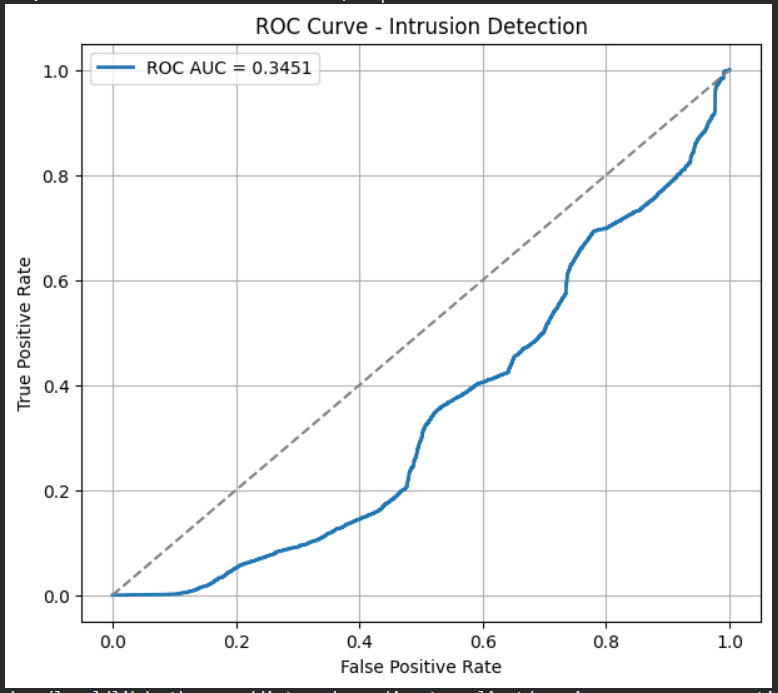 ROC Curve - Intrusion Detection
ROC AUC = 0.3451
1.0
0.8
0.6
0.4
0.2
0.0
True Positive Rate
0.0 0.2 0.4 0.6 0.8 1.0
False Positive Rate